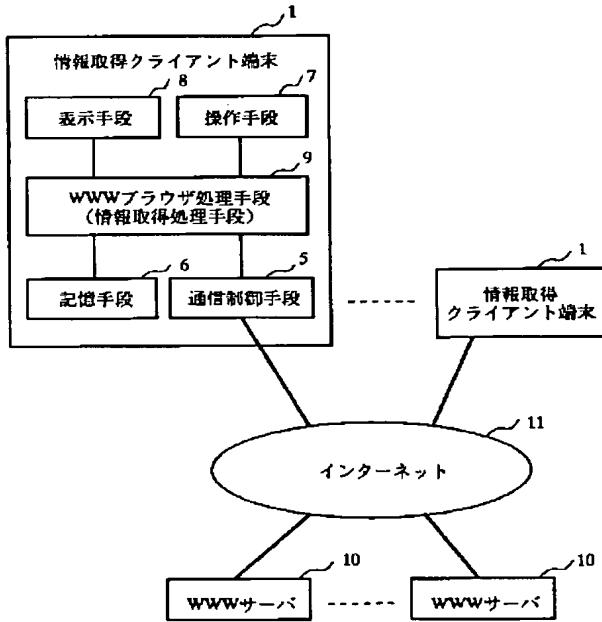 1
情報取得クライアント端末
8
7
表示手段
操作手段
9
WWWブラウザ処理手段
（情報取得処理手段）
6
5
記憶手段
通信制御手段
1
情報取得
クライアント端末
11
インターネット
10
10
WWWサーバ
WWWサーバ